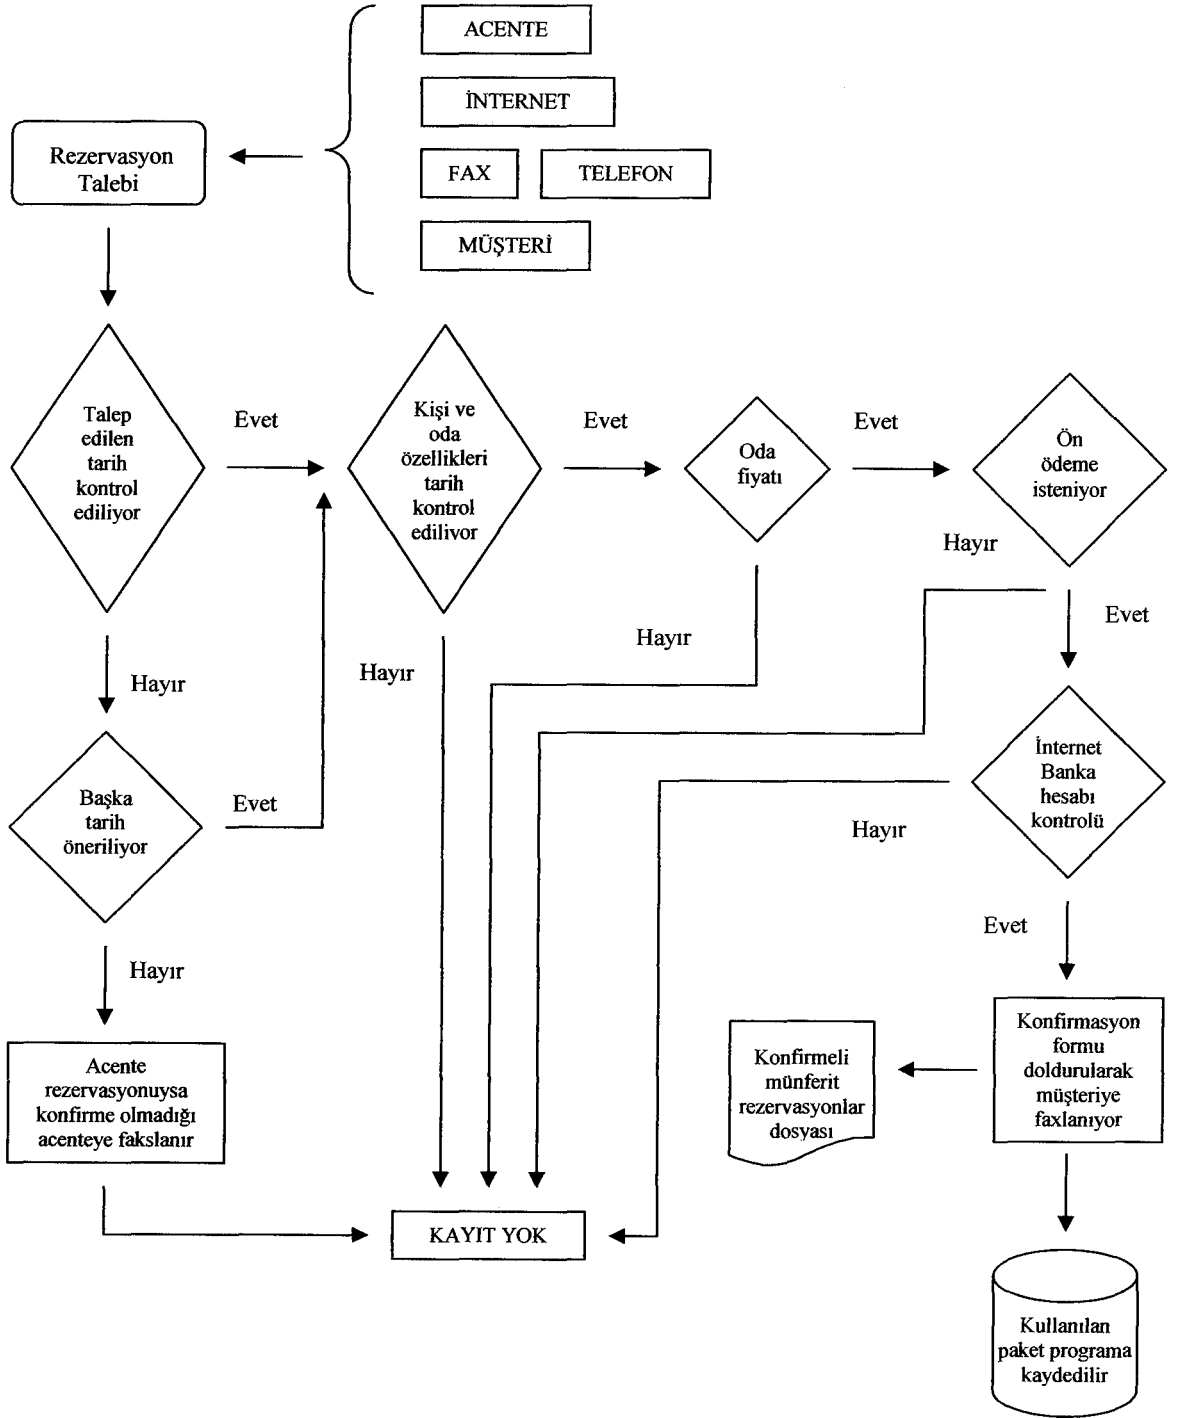 ACENTE
İNTERNET
FAX
TELEFON
MÜŞTERİ
Rezervasyon
Talebi
Talep
edilen
tarih
kontrol
ediliyor
Evet
Kişi ve
oda
özellikleri
tarih
kontrol
ediliyor
Evet
Oda
fiyatı
Evet
Ön
ödeme
isteniyor
Hayır
Evet
Hayır
Hayır
Hayır
Başka
tarih
öneriliyor
Evet
İnternet
Banka
hesabı
kontrolü
Hayır
Evet
Hayır
Acente
rezervasyonuysa
konfirme olmadığı
acenteye fakslanır
Konfirmeli
münferit
rezervasyonlar
dosyası
Konfirmasyon
formu
doldurularak
müşteriye
faxlanıyor
KAYIT YOK
Kullanılan
paket programa
kaydedilir